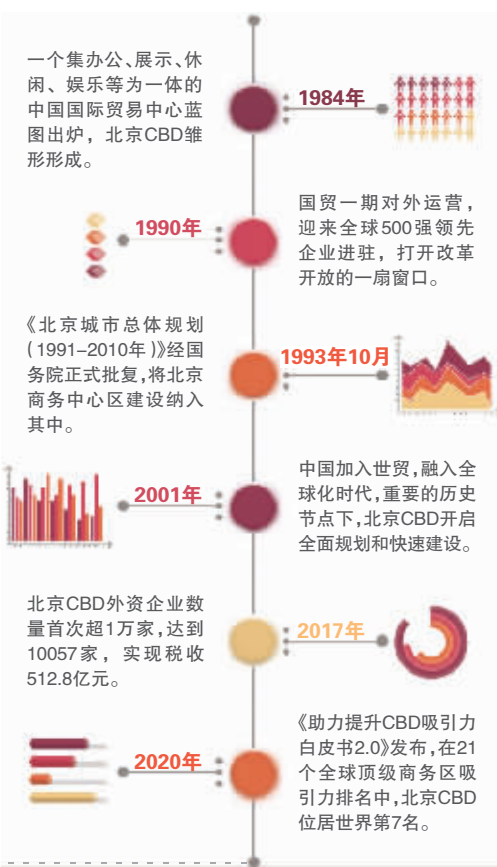 一个集办公、展示、休
闲、娱乐等为一体的
中国国际贸易中心蓝
图出炉，北京CBD雏
形形成。
1984年
1990年
国贸一期对外运营，
迎来全球500强领先
企业进驻，打开改革
开放的一扇窗口。
《北京城市总体规划
（1991–2010年）》经国
务院正式批复，将北京
商务中心区建设纳入
其中。
1993年10月
2001年
中国加入世贸，融入全
球化时代，重要的历史
节点下，北京CBD开启
全面规划和快速建设。
北京CBD外资企业数
量首次超1万家，达到
10057家，实现税收
512.8亿元。
2017年
2020年
《助力提升CBD吸引力
白皮书2.0》发布，在21
个全球顶级商务区吸
引力排名中，北京CBD
位居世界第7名。